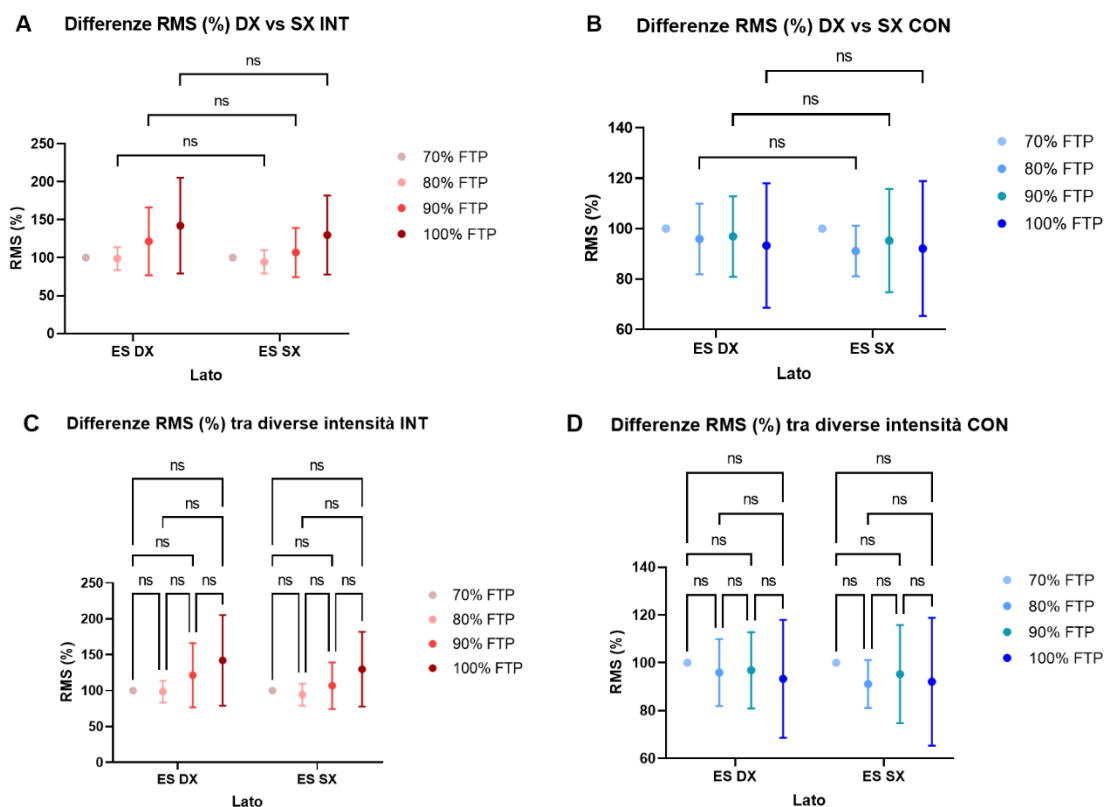 A Differenze RMS (%) DX vs SX INT
ns
ns
ns
250
200
150
100
50
0
RMS (%)
ES DX
ES SX
Lato
70% FTP
80% FTP
90% FTP
100% FTP
B Differenze RMS (%) DX vs SX CON
ns
ns
ns
140
120
100
80
60
RMS (%)
ES DX
ES SX
Lato
70% FTP
80% FTP
90% FTP
100% FTP
C Differenze RMS (%) tra diverse intensità INT
ns ns
ns ns
ns ns
ns ns ns ns ns ns
250
200
150
100
50
0
RMS (%)
ES DX
ES SX
Lato
70% FTP
80% FTP
90% FTP
100% FTP
D Differenze RMS (%) tra diverse intensità CON
ns ns
ns ns
ns ns
ns ns ns ns ns ns
140
120
100
80
60
RMS (%)
ES DX
ES SX
Lato
70% FTP
80% FTP
90% FTP
100% FTP